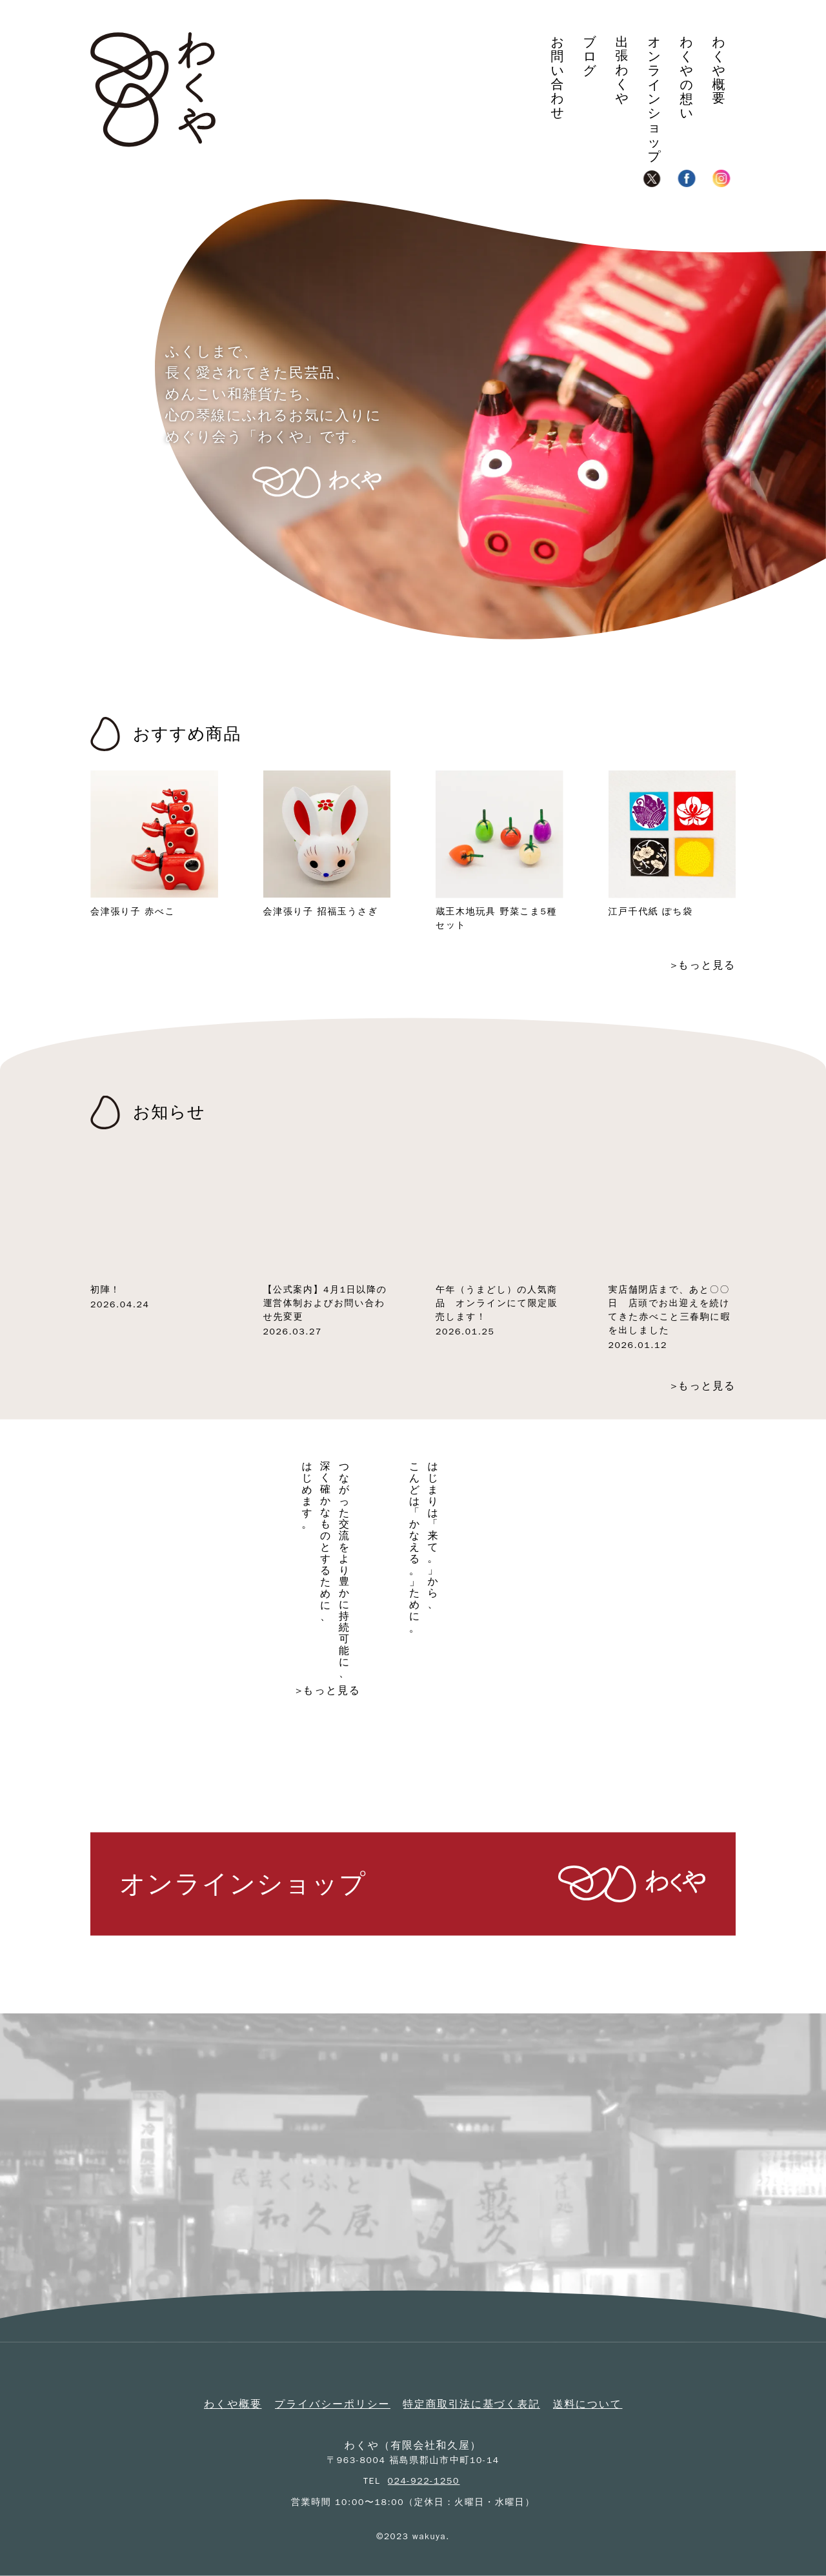 わくや
わくや概要
わくやの想い
オンラインショップ
出張わくや
ブログ
お問い合わせ
ふくしまで、
長く愛されてきた民芸品、
めんこい和雑貨たち、
心の琴線にふれるお気に入りに
めぐり会う「わくや」です。
わくや
おすすめ商品
会津張り子 赤べこ
会津張り子 招福玉うさぎ
蔵王木地玩具 野菜こま5種
セット
江戸千代紙 ぽち袋
>もっと見る
お知らせ
初陣！
2026.04.24
【公式案内】4月1日以降の
運営体制およびお問い合わ
せ先変更
2026.03.27
午年（うまどし）の人気商
品　オンラインにて限定販
売します！
2026.01.25
実店舗閉店まで、あと〇〇
日　店頭でお出迎えを続け
てきた赤べこと三春駒に暇
を出しました
2026.01.12
>もっと見る
はじまりは「来て。」から、
こんどは「かなえる。」ために。
つながった交流をより豊かに持続可能に、
深く確かなものとするために、
はじめます。
>もっと見る
オンラインショップ
わくや
民芸くらふと
和久屋
そば処
藪久
わくや概要 プライバシーポリシー 特定商取引法に基づく表記 送料について
わくや（有限会社和久屋）
〒963-8004 福島県郡山市中町10-14
TEL 024-922-1250
営業時間 10:00〜18:00（定休日：火曜日・水曜日）
©2023 wakuya.